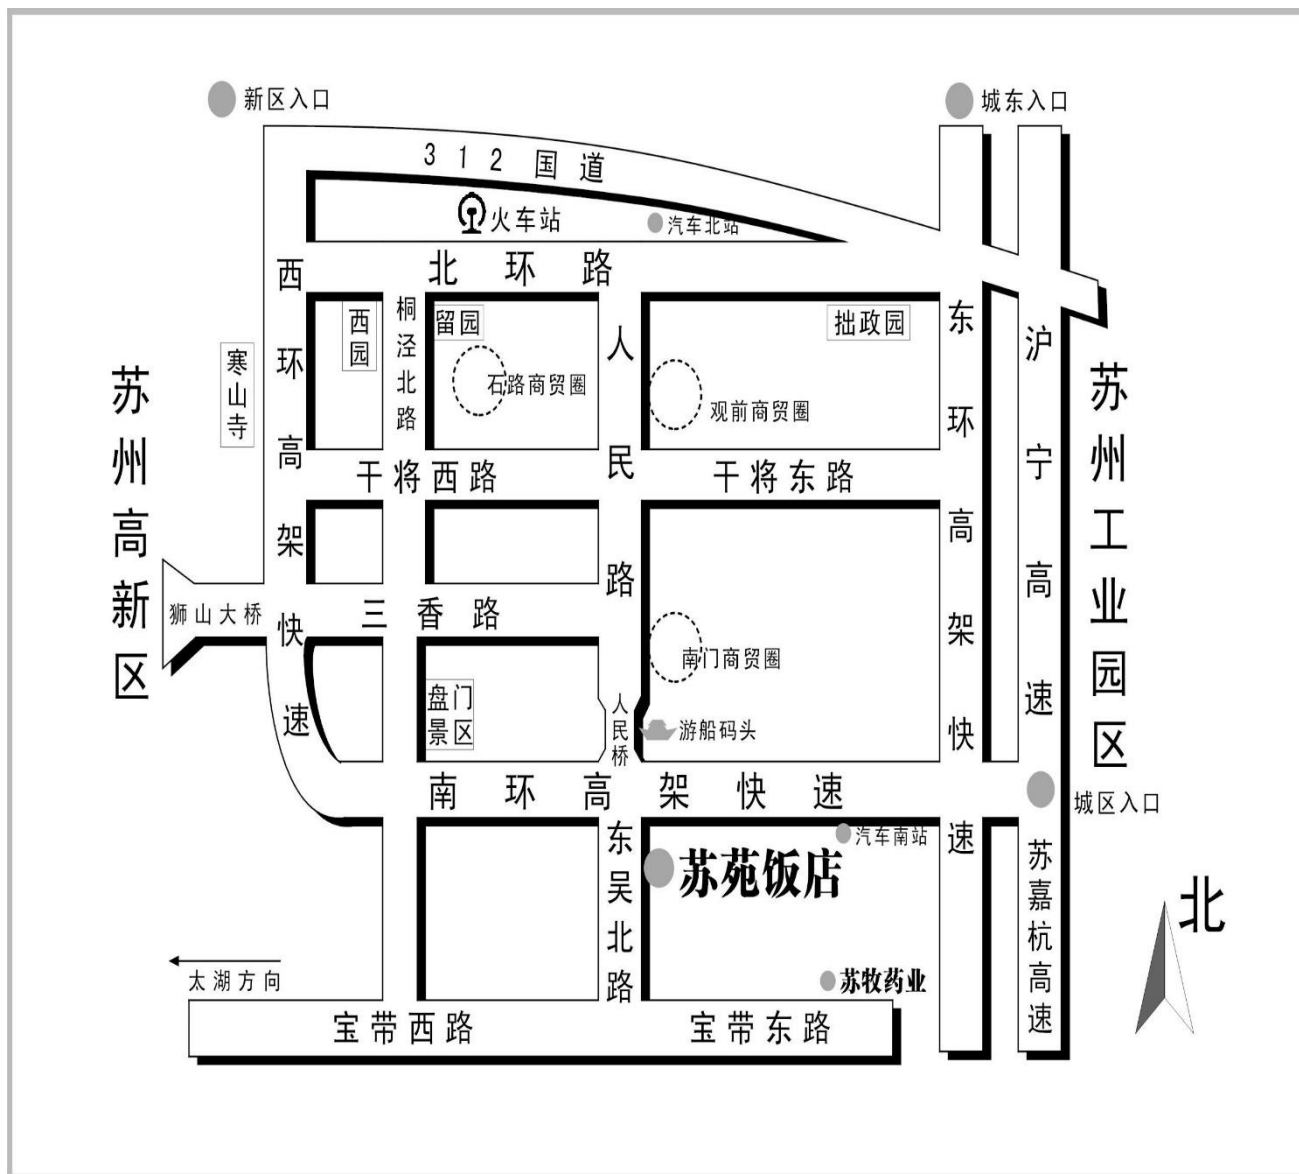 新区入口
城东入口
312国道
火车站
汽车北站
北环路
西环高架快速
桐泾北路
西园
留园
人民路
拙政园
东环高架快速
沪宁高速
寒山寺
石路商贸圈
观前商贸圈
苏州高新区
苏州工业园区
干将西路
干将东路
狮山大桥
三香路
南门商贸圈
盘门
景区
人民桥
游船码头
南环高架快速
城区入口
东吴北路
汽车南站
苏苑饭店
苏嘉杭高速
北
太湖方向
苏牧药业
宝带西路
宝带东路